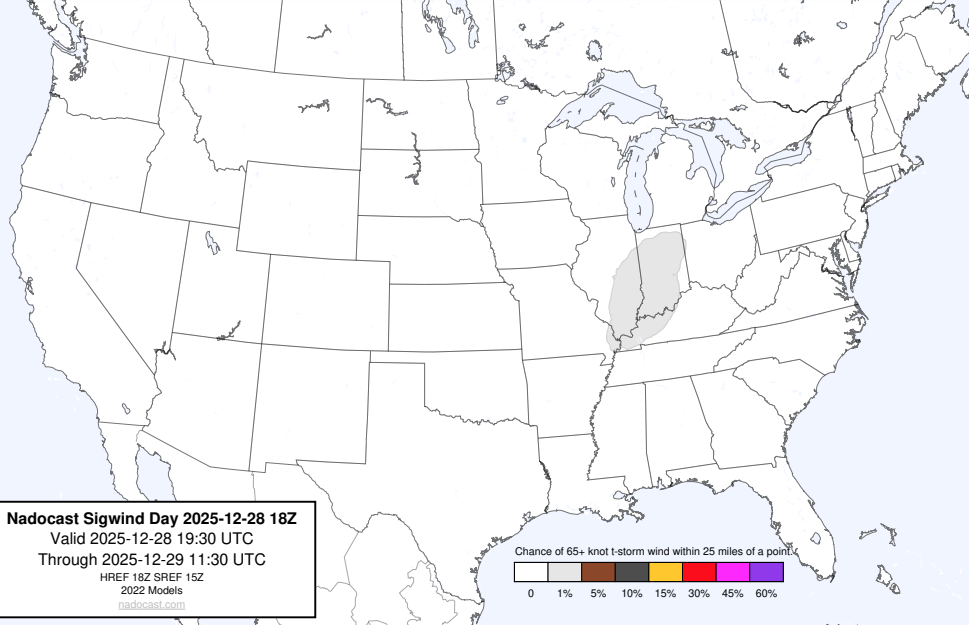 Nadocast Sigwind Day 2025-12-28 18Z
Valid 2025-12-28 19:30 UTC
Through 2025-12-29 11:30 UTC
HREF 18Z SREF 15Z
2022 Models
nadocast.com
Chance of 65+ knot t-storm wind within 25 miles of a point.
0 1% 5% 10% 15% 30% 45% 60%